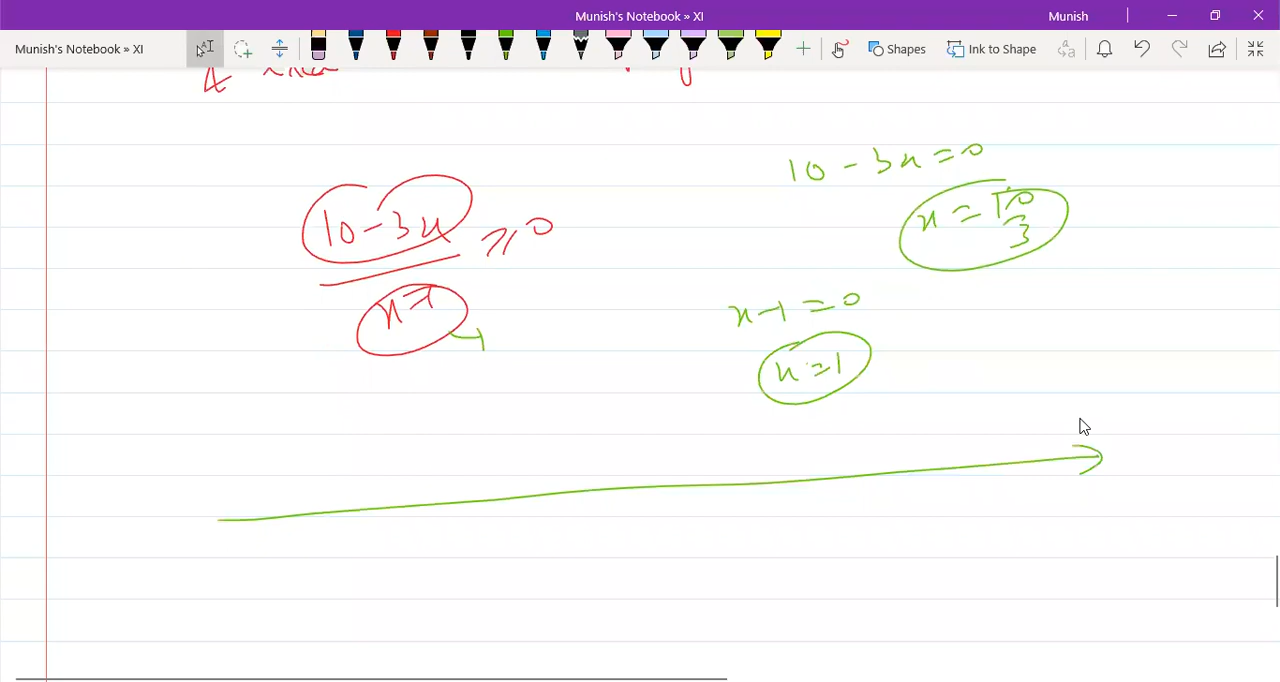 Munish's Notebook » XI
Munish
Munish's Notebook » XI
Shapes
Ink to Shape
10 - 3x = 0
10 - 3x
≥ 0
x = 10/3
x - 1
x - 1 = 0
x = 1